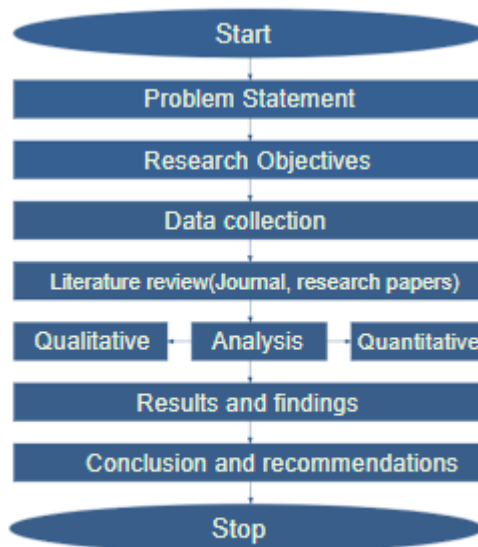 Start
Problem Statement
Research Objectives
Data collection
Literature review(Journal, research papers)
Qualitative
Analysis
Quantitative
Results and findings
Conclusion and recommendations
Stop